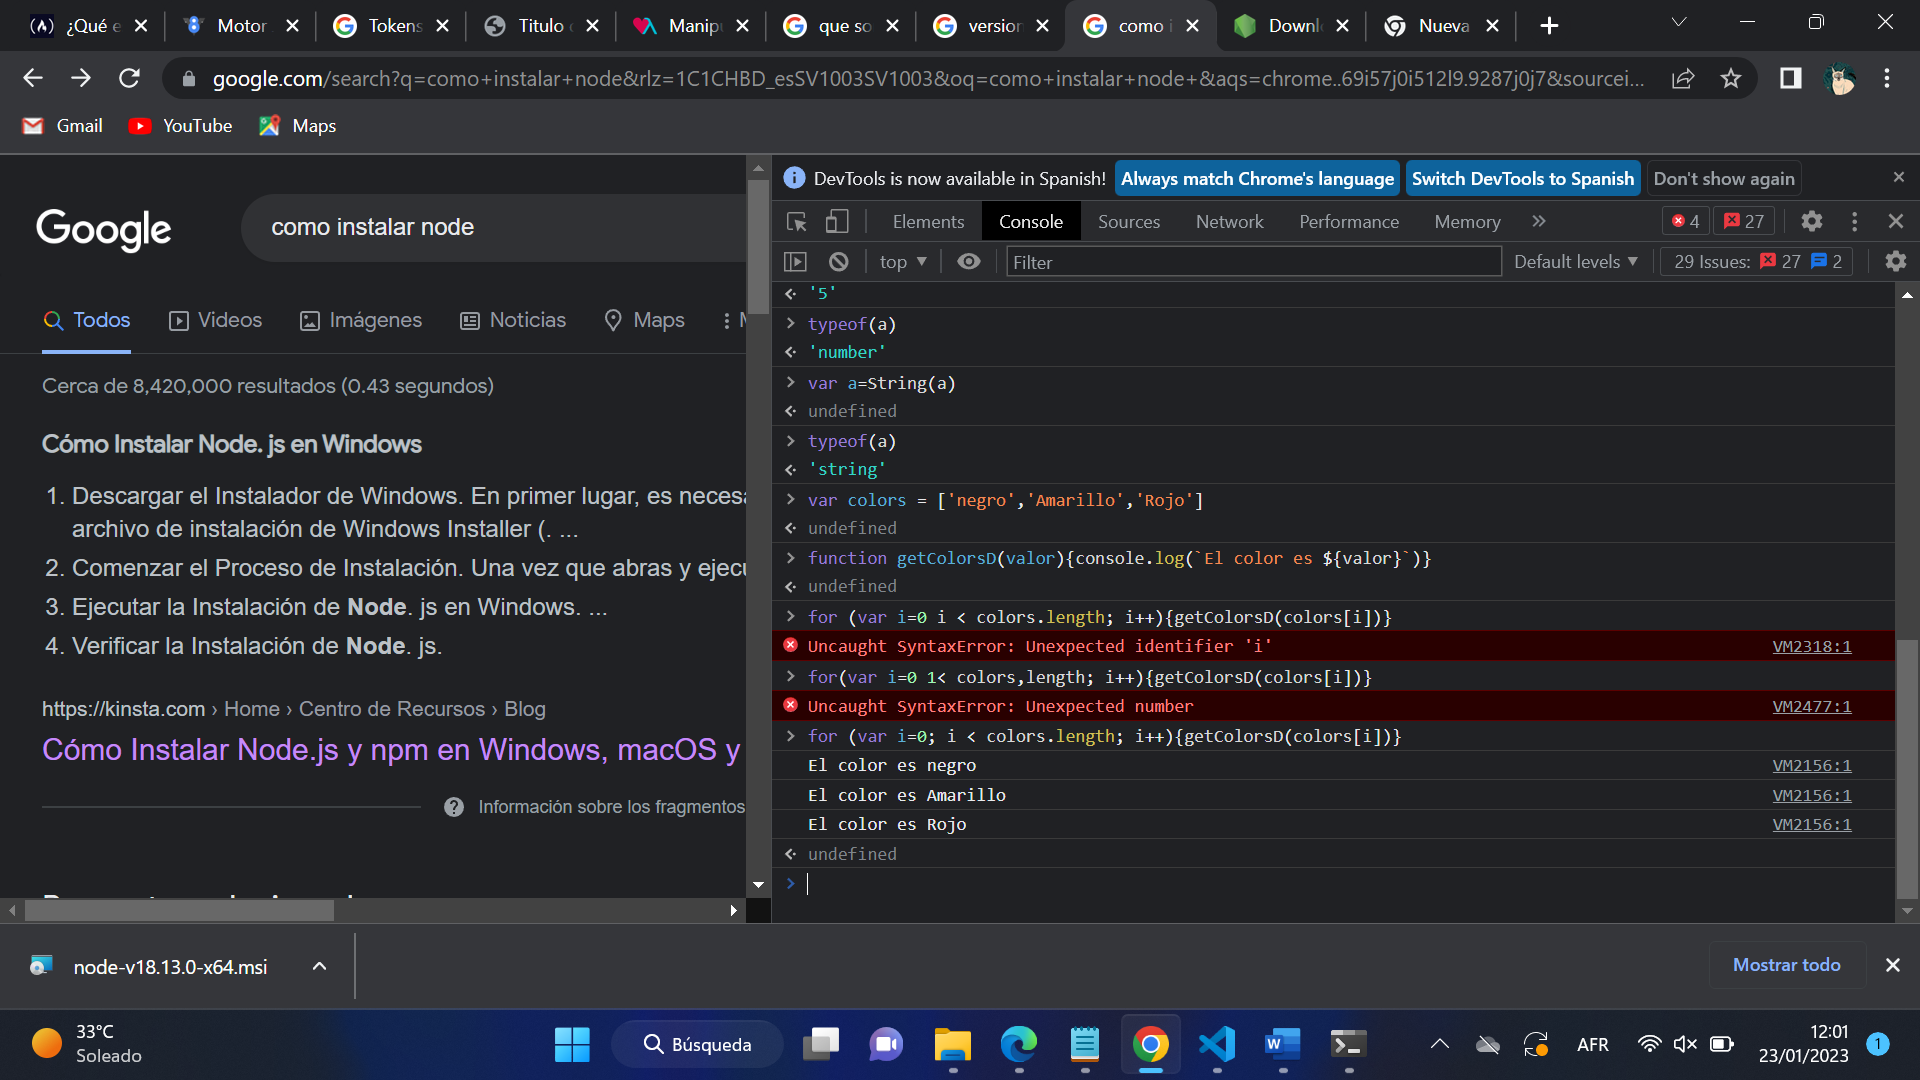 (A) ¿Qué e
Motor
Tokens
Titulo
Manipu
que so
version
como i
Downl
Nueva
google.com/search?q=como+instalar+node&rlz=1C1CHBD_esSV1003SV1003&oq=como+instalar+node+&aqs=chrome..69i57j0i512l9.9287j0j7&sourcei...
Gmail
YouTube
Maps
Google
como instalar node
Todos
Videos
Imágenes
Noticias
Maps
Cerca de 8,420,000 resultados (0.43 segundos)
Cómo Instalar Node. js en Windows
1. Descargar el Instalador de Windows. En primer lugar, es
archivo de instalación de Windows Installer (. ...
2. Comenzar el Proceso de Instalación. Una vez que abras y
3. Ejecutar la Instalación de Node. js en Windows. ...
4. Verificar la Instalación de Node. js.
https://kinsta.com › Home › Centro de Recursos › Blog
Cómo Instalar Node.js y npm en Windows, macOS y
Información sobre los fragmentos
DevTools is now available in Spanish!
Always match Chrome's language
Switch DevTools to Spanish
Don't show again
Elements
Console
Sources
Network
Performance
Memory
4
27
top
Filter
Default levels
29 Issues: 27 2
'5'
typeof(a)
'number'
var a=String(a)
undefined
typeof(a)
'string'
var colors = ['negro','Amarillo','Rojo']
undefined
function getColorsD(valor){console.log(`El color es ${valor}`)}
undefined
for (var i=0 i < colors.length; i++){getColorsD(colors[i])}
Uncaught SyntaxError: Unexpected identifier 'i' VM2318:1
for(var i=0 1< colors,length; i++){getColorsD(colors[i])}
Uncaught SyntaxError: Unexpected number VM2477:1
for (var i=0; i < colors.length; i++){getColorsD(colors[i])}
El color es negro VM2156:1
El color es Amarillo VM2156:1
El color es Rojo VM2156:1
undefined
node-v18.13.0-x64.msi
Mostrar todo
33°C
Soleado
Búsqueda
AFR
12:01
23/01/2023
1